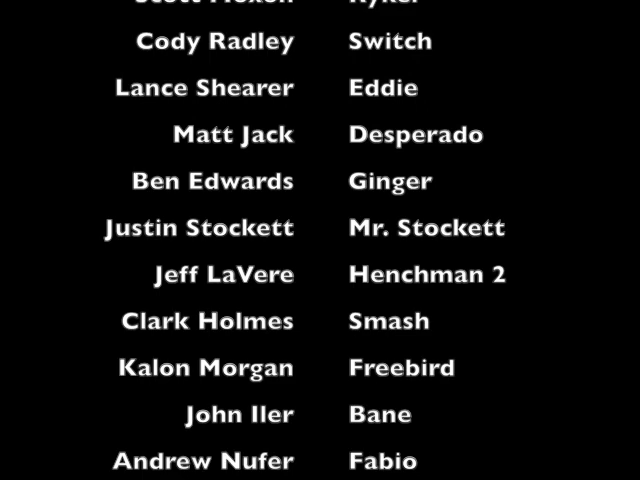 Cody Radley Switch
Lance Shearer Eddie
Matt Jack Desperado
Ben Edwards Ginger
Justin Stockett Mr. Stockett
Jeff LaVere Henchman 2
Clark Holmes Smash
Kalon Morgan Freebird
John Iler Bane
Andrew Nufer Fabio